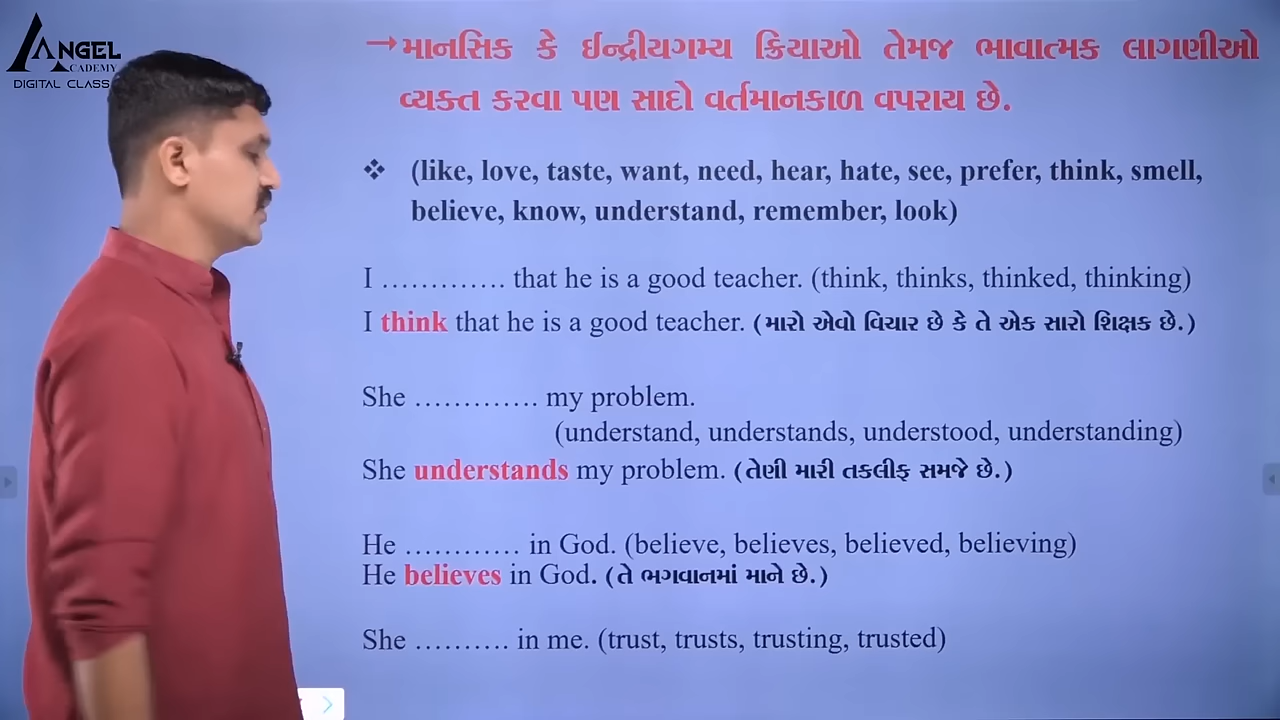 ANGEL
ACADEMY
DIGITAL CLASS
→માનસિક કે ઈન્દ્રીયગમ્ય ક્રિયાઓ તેમજ ભાવાત્મક લાગણીઓ
વ્યક્ત કરવા પણ સાદો વર્તમાનકાળ વપરાય છે.
❖ (like, love, taste, want, need, hear, hate, see, prefer, think, smell,
believe, know, understand, remember, look)
I …………. that he is a good teacher. (think, thinks, thinked, thinking)
I think that he is a good teacher. (મારો એવો વિચાર છે કે તે એક સારો શિક્ષક છે.)
She …………. my problem.
(understand, understands, understood, understanding)
She understands my problem. (તેણી મારી તકલીફ સમજે છે.)
He ………… in God. (believe, believes, believed, believing)
He believes in God. (તે ભગવાનમાં માને છે.)
She ………. in me. (trust, trusts, trusting, trusted)